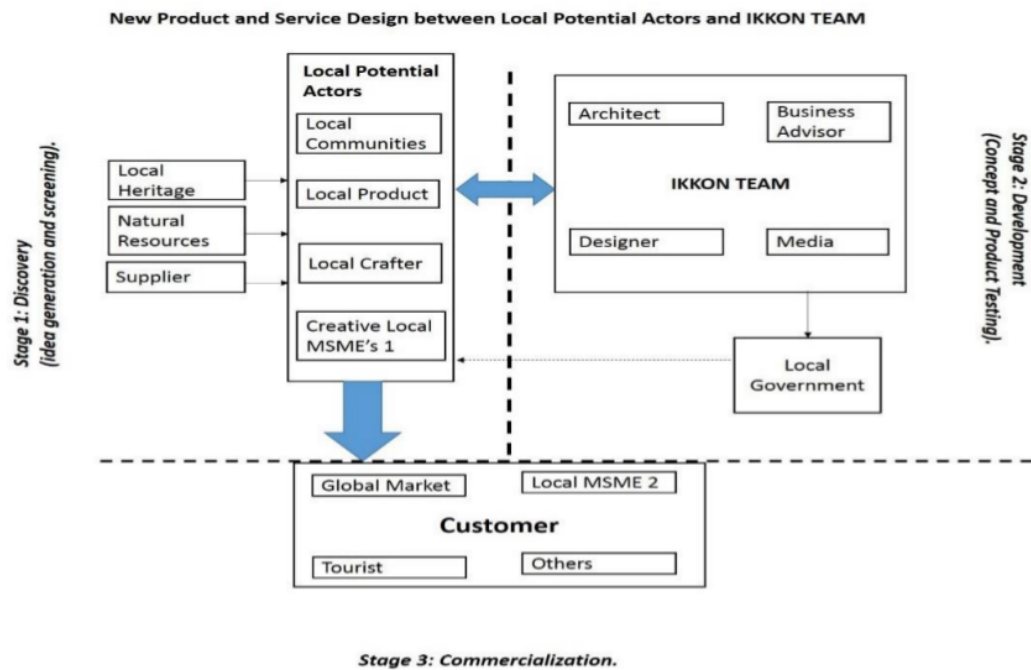 New Product and Service Design between Local Potential Actors and IKKON TEAM
Stage 1: Discovery
(idea generation and screening).
Local
Heritage
Natural
Resources
Supplier
Local Potential
Actors
Local
Communities
Local Product
Local Crafter
Creative Local
MSME's 1
Architect
Business
Advisor
IKKON TEAM
Designer
Media
Local
Government
Stage 2: Development
(Concept and Product Testing).
Global Market
Local MSME 2
Customer
Tourist
Others
Stage 3: Commercialization.